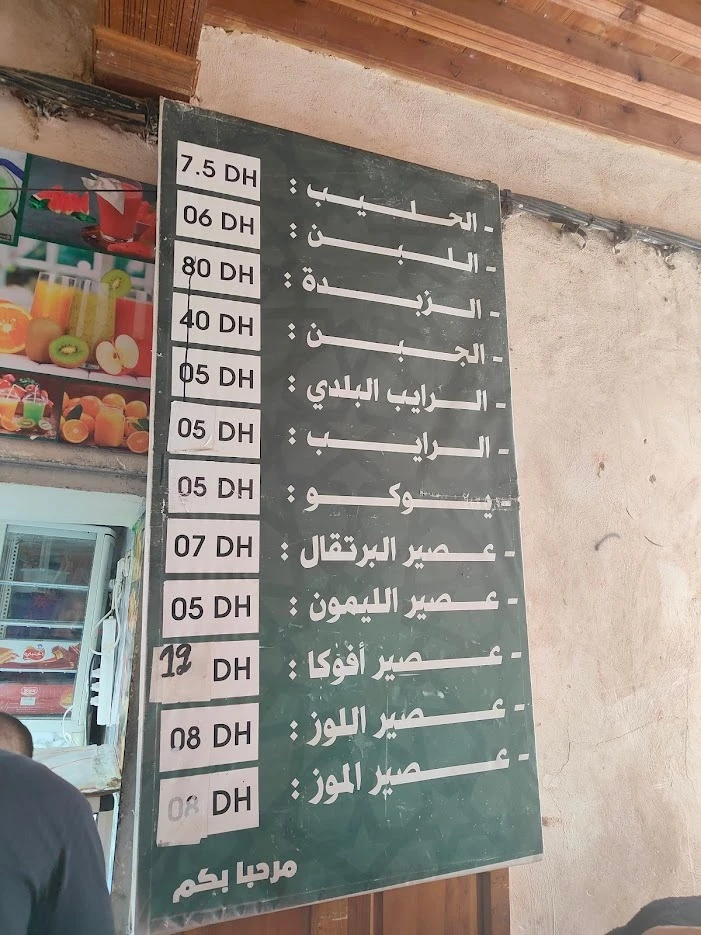 - الحليب : 7.5 DH
- اللبن : 06 DH
- الزبدة : 80 DH
- الجبن : 40 DH
- الرايب البلدي : 05 DH
- الرايب : 05 DH
- يوكو : 05 DH
- عصير البرتقال : 07 DH
- عصير الليمون : 05 DH
- عصير أفوكا : 12 DH
- عصير اللوز : 08 DH
- عصير الموز : 08 DH
مرحبا بكم